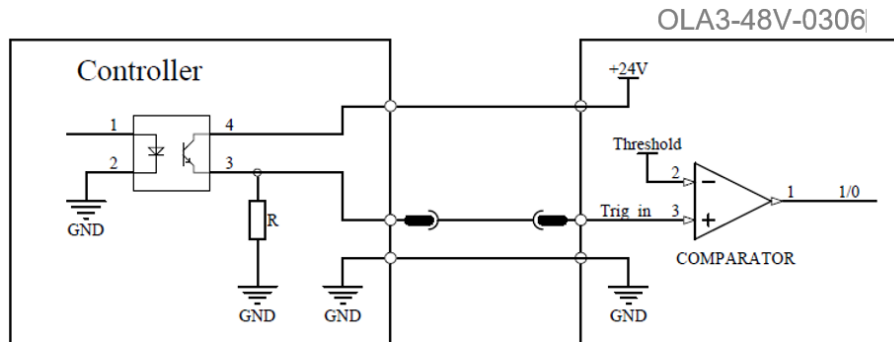 OLA3-48V-0306
Controller
+24V
1
4
2
3
GND
R
GND
GND
Threshold
2
Trig in
3
1
1/0
COMPARATOR
GND